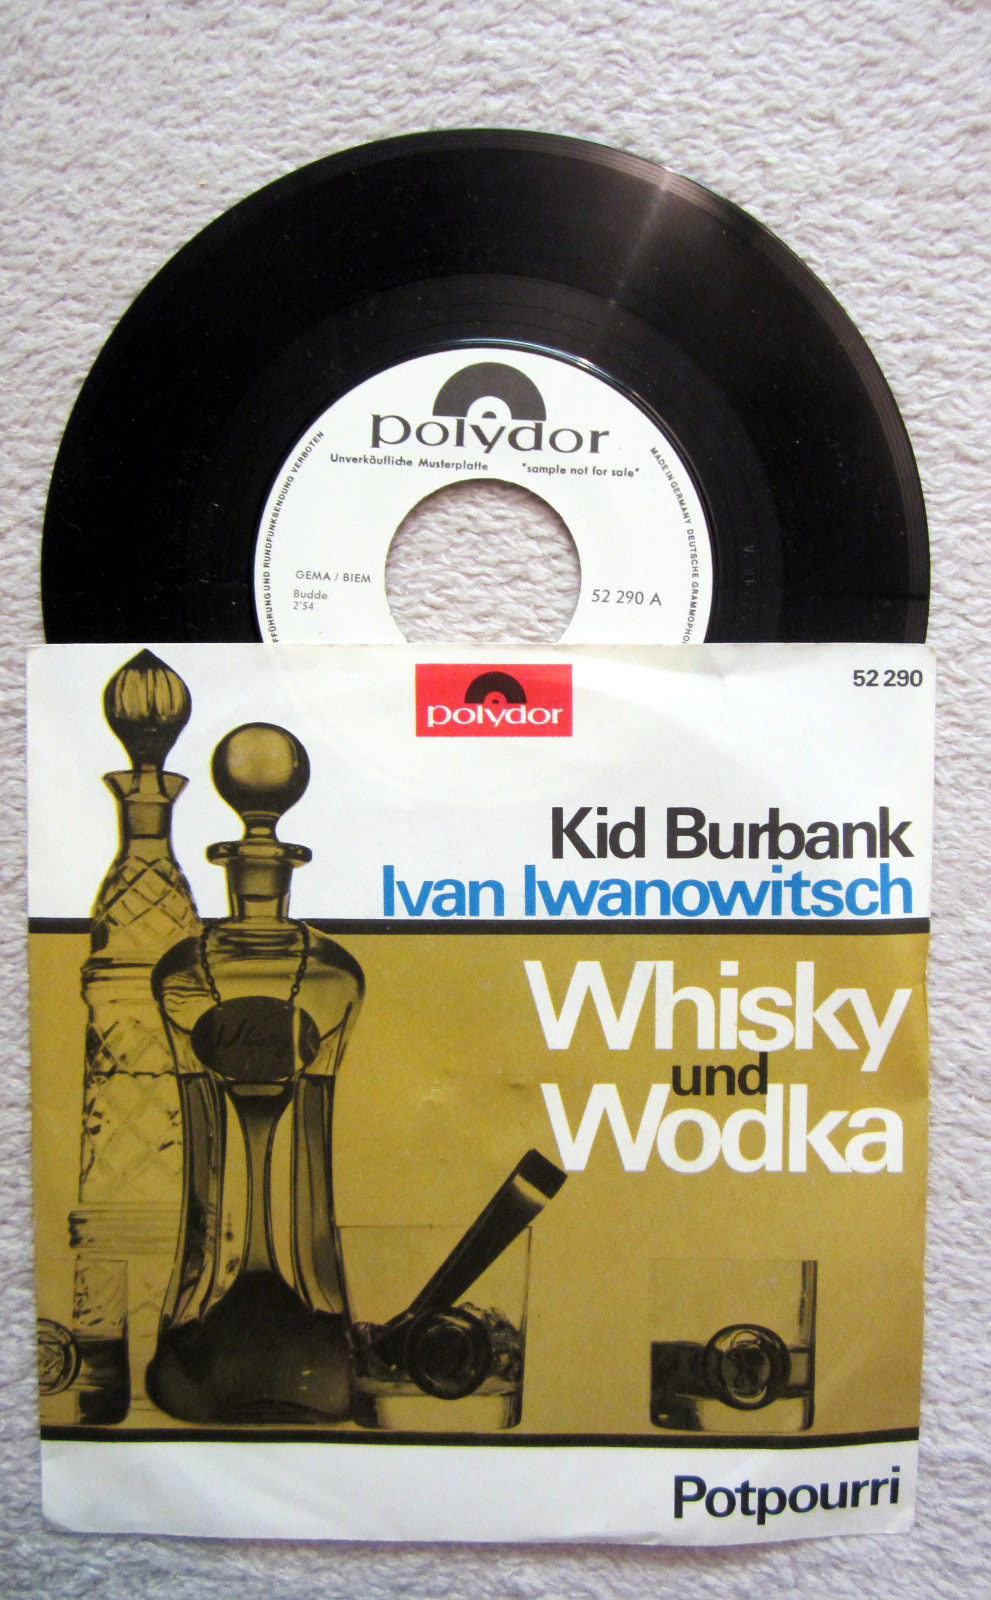 polydor
Unverkäufliche Musterplatte "sample not for sale"
FFÜHRUNG UND RUNDFUNKSENDUNG VERBOTEN
MADE IN GERMANY DEUTSCHE GRAMMOPHO
GEMA / BIEM
Budde
2'54
52 290 A
polydor
52 290
Kid Burbank
Ivan Iwanowitsch
Whisky
und
Wodka
Potpourri